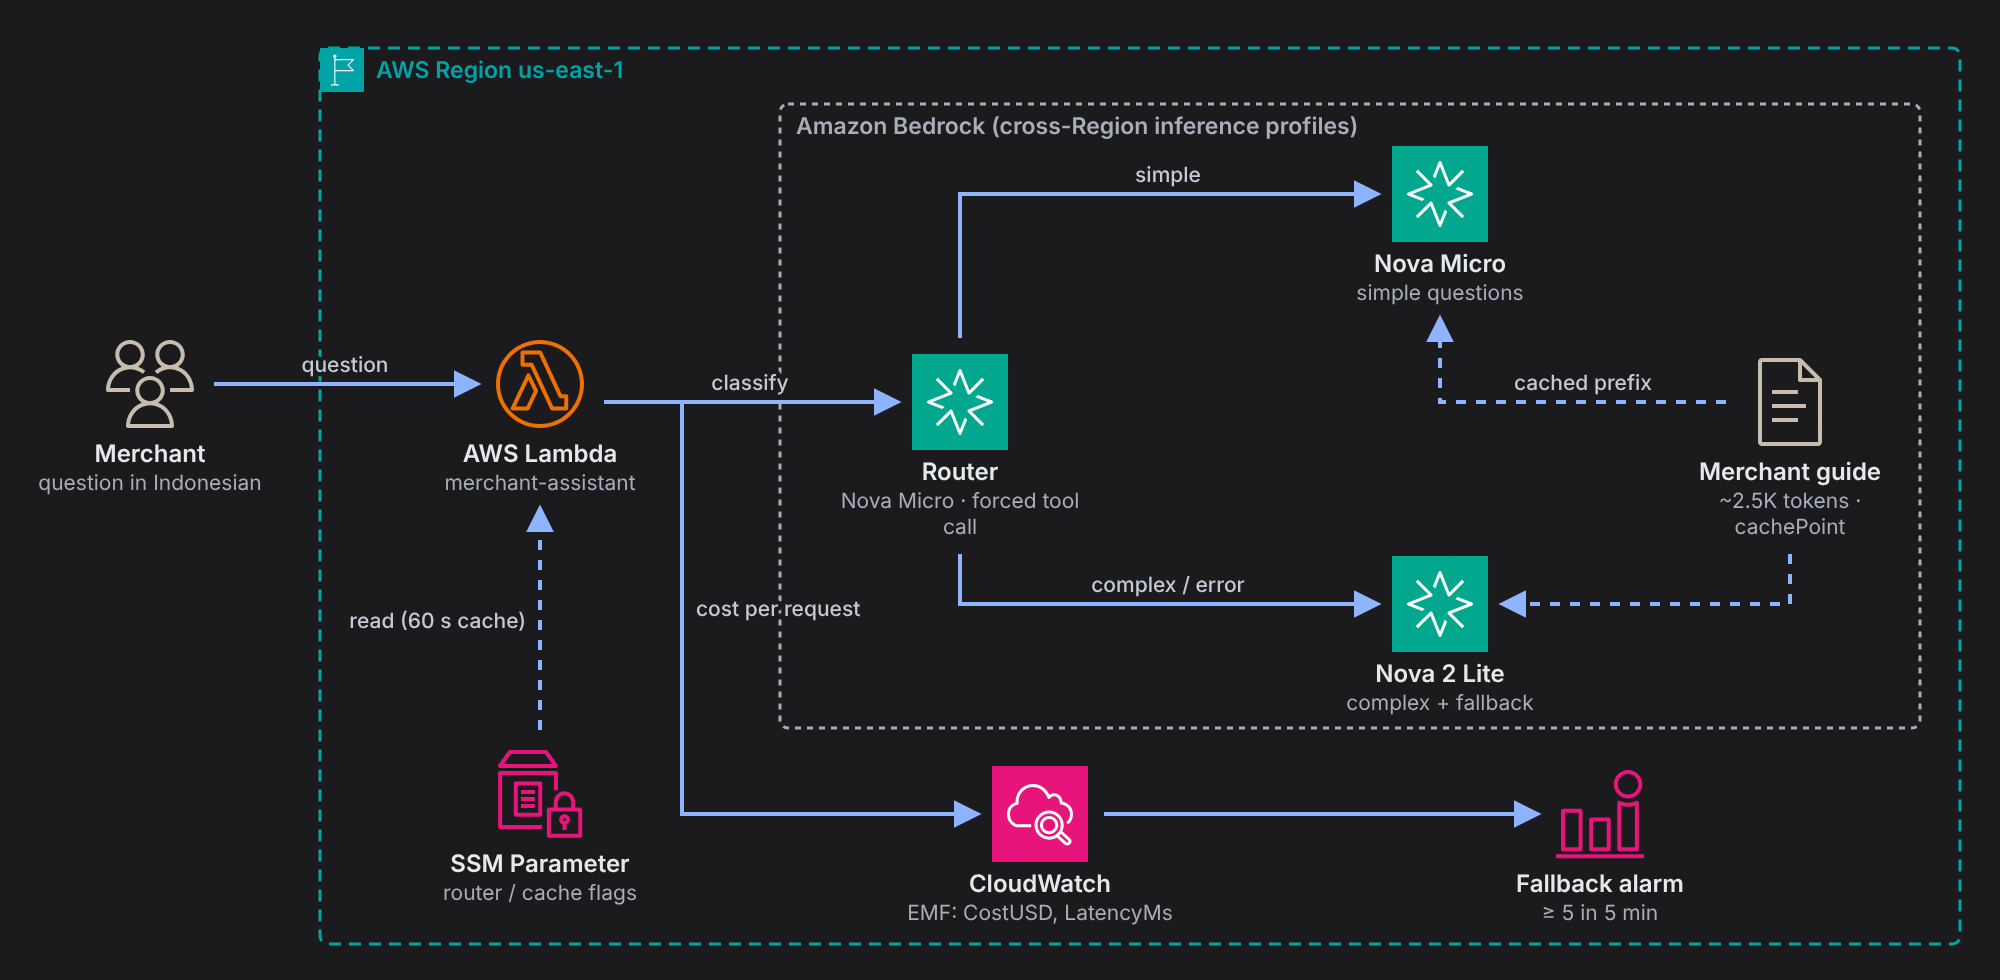 AWS Region us-east-1
Amazon Bedrock (cross-Region inference profiles)
simple
Nova Micro
simple questions
question
classify
cached prefix
Merchant
question in Indonesian
AWS Lambda
merchant-assistant
Router
Nova Micro · forced tool
call
Merchant guide
~2.5K tokens ·
cachePoint
complex / error
cost per request
read (60 s cache)
Nova 2 Lite
complex + fallback
SSM Parameter
router / cache flags
CloudWatch
EMF: CostUSD, LatencyMs
Fallback alarm
≥ 5 in 5 min